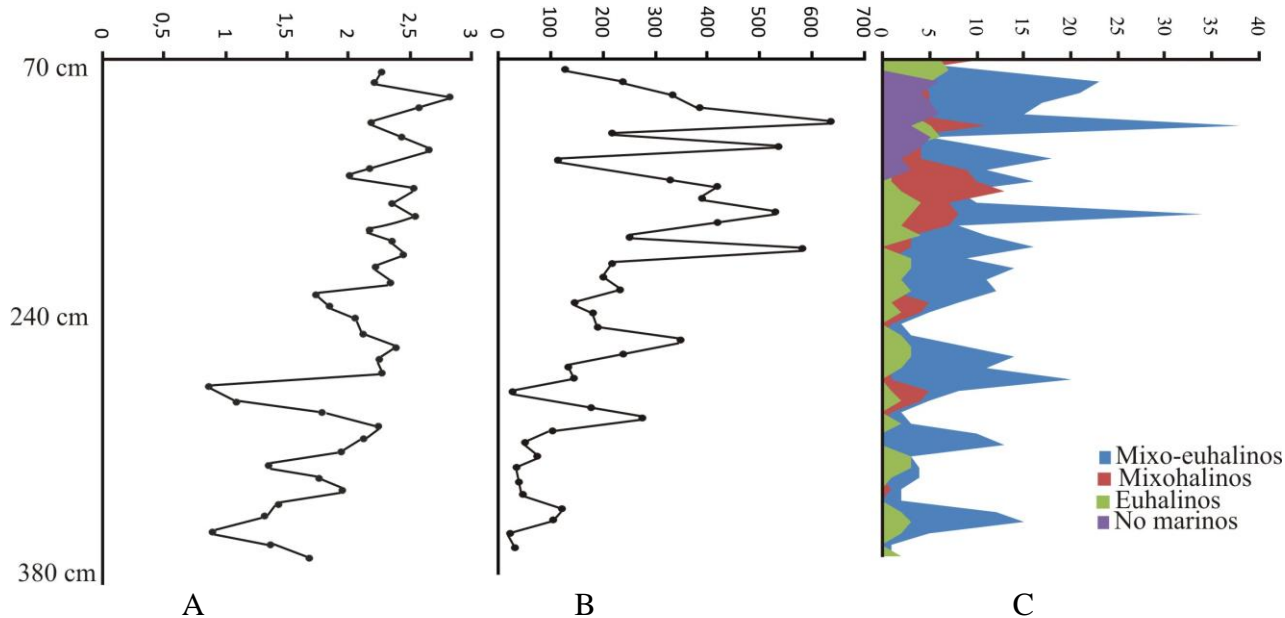 0 0,5 1 1,5 2 2,5 3
0 100 200 300 400 500 600 700
0 5 10 15 20 25 30 35 40
70 cm
240 cm
380 cm
Mixo-euhalinos
Mixohalinos
Euhalinos
No marinos
A B C